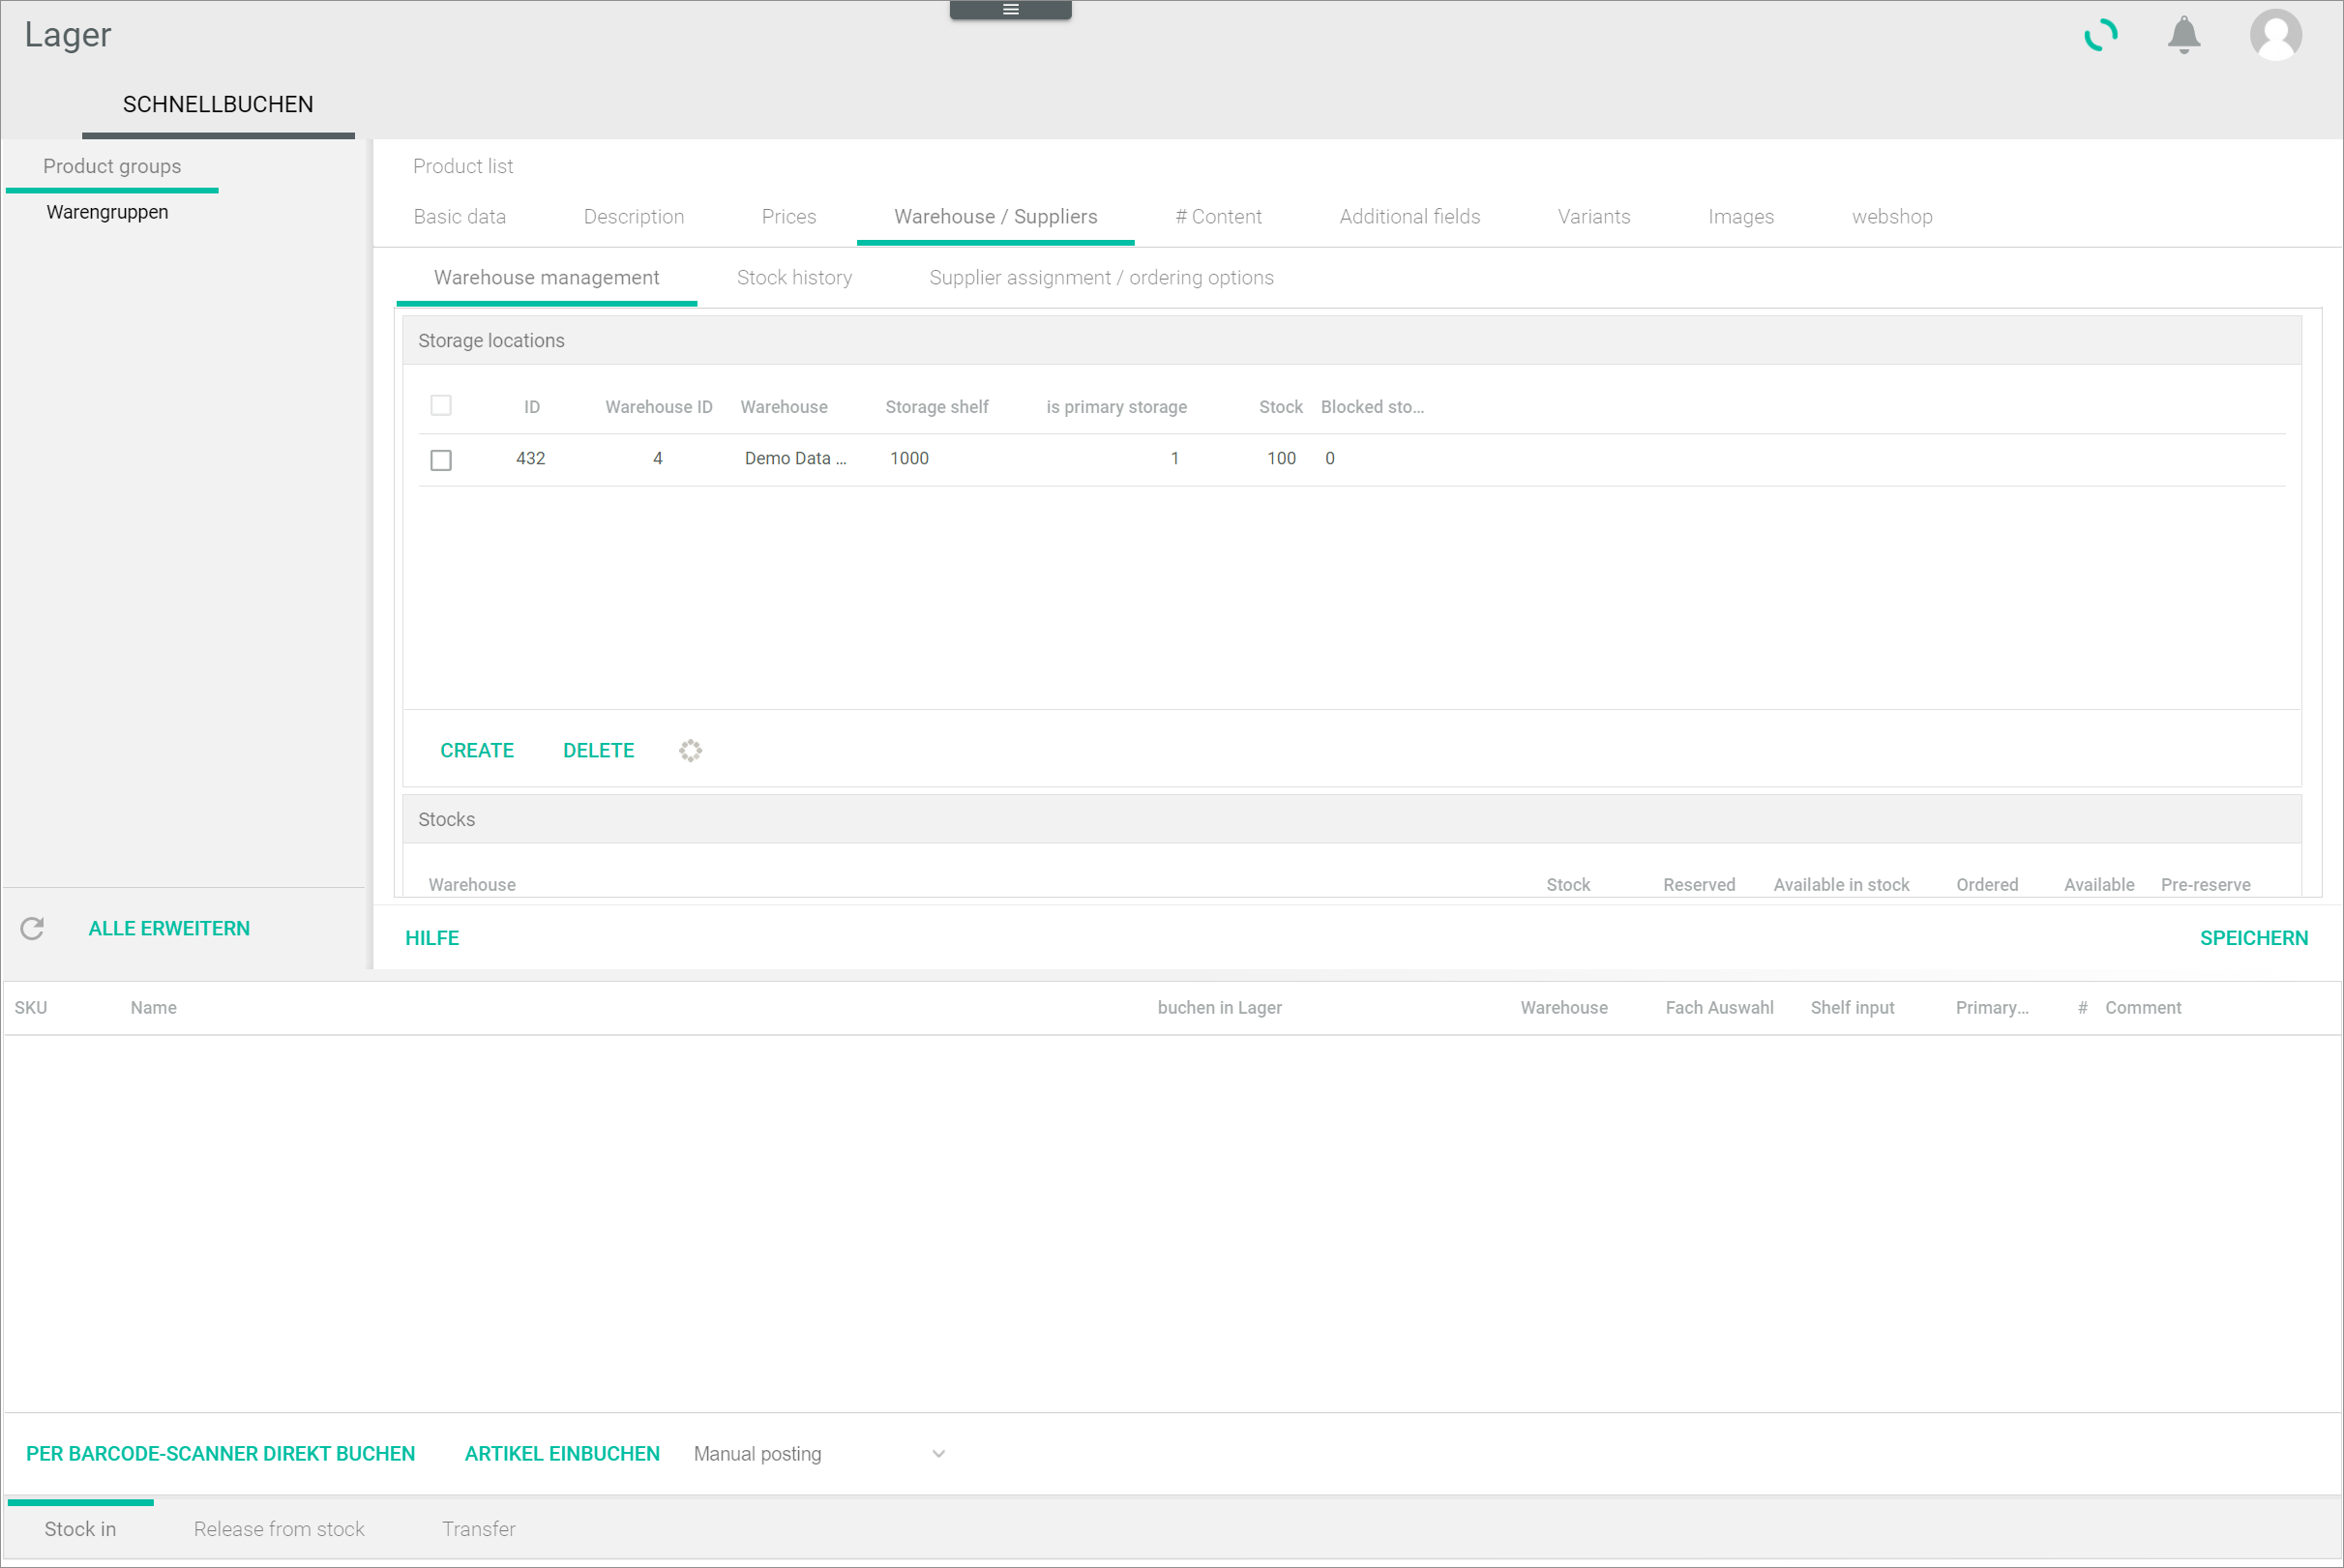 Lager
SCHNELLBUCHEN
Product groups
Warengruppen
ALLE ERWEITERN
Product list
Basic data Description Prices Warehouse / Suppliers # Content Additional fields Variants Images webshop
Warehouse management Stock history Supplier assignment / ordering options
Storage locations
ID Warehouse ID Warehouse Storage shelf is primary storage Stock Blocked sto...
432 4 Demo Data ... 1000 1 100 0
CREATE DELETE
Stocks
Warehouse Stock Reserved Available in stock Ordered Available Pre-reserve
HILFE SPEICHERN
SKU Name buchen in Lager Warehouse Fach Auswahl Shelf input Primary... # Comment
PER BARCODE-SCANNER DIREKT BUCHEN ARTIKEL EINBUCHEN Manual posting
Stock in Release from stock Transfer